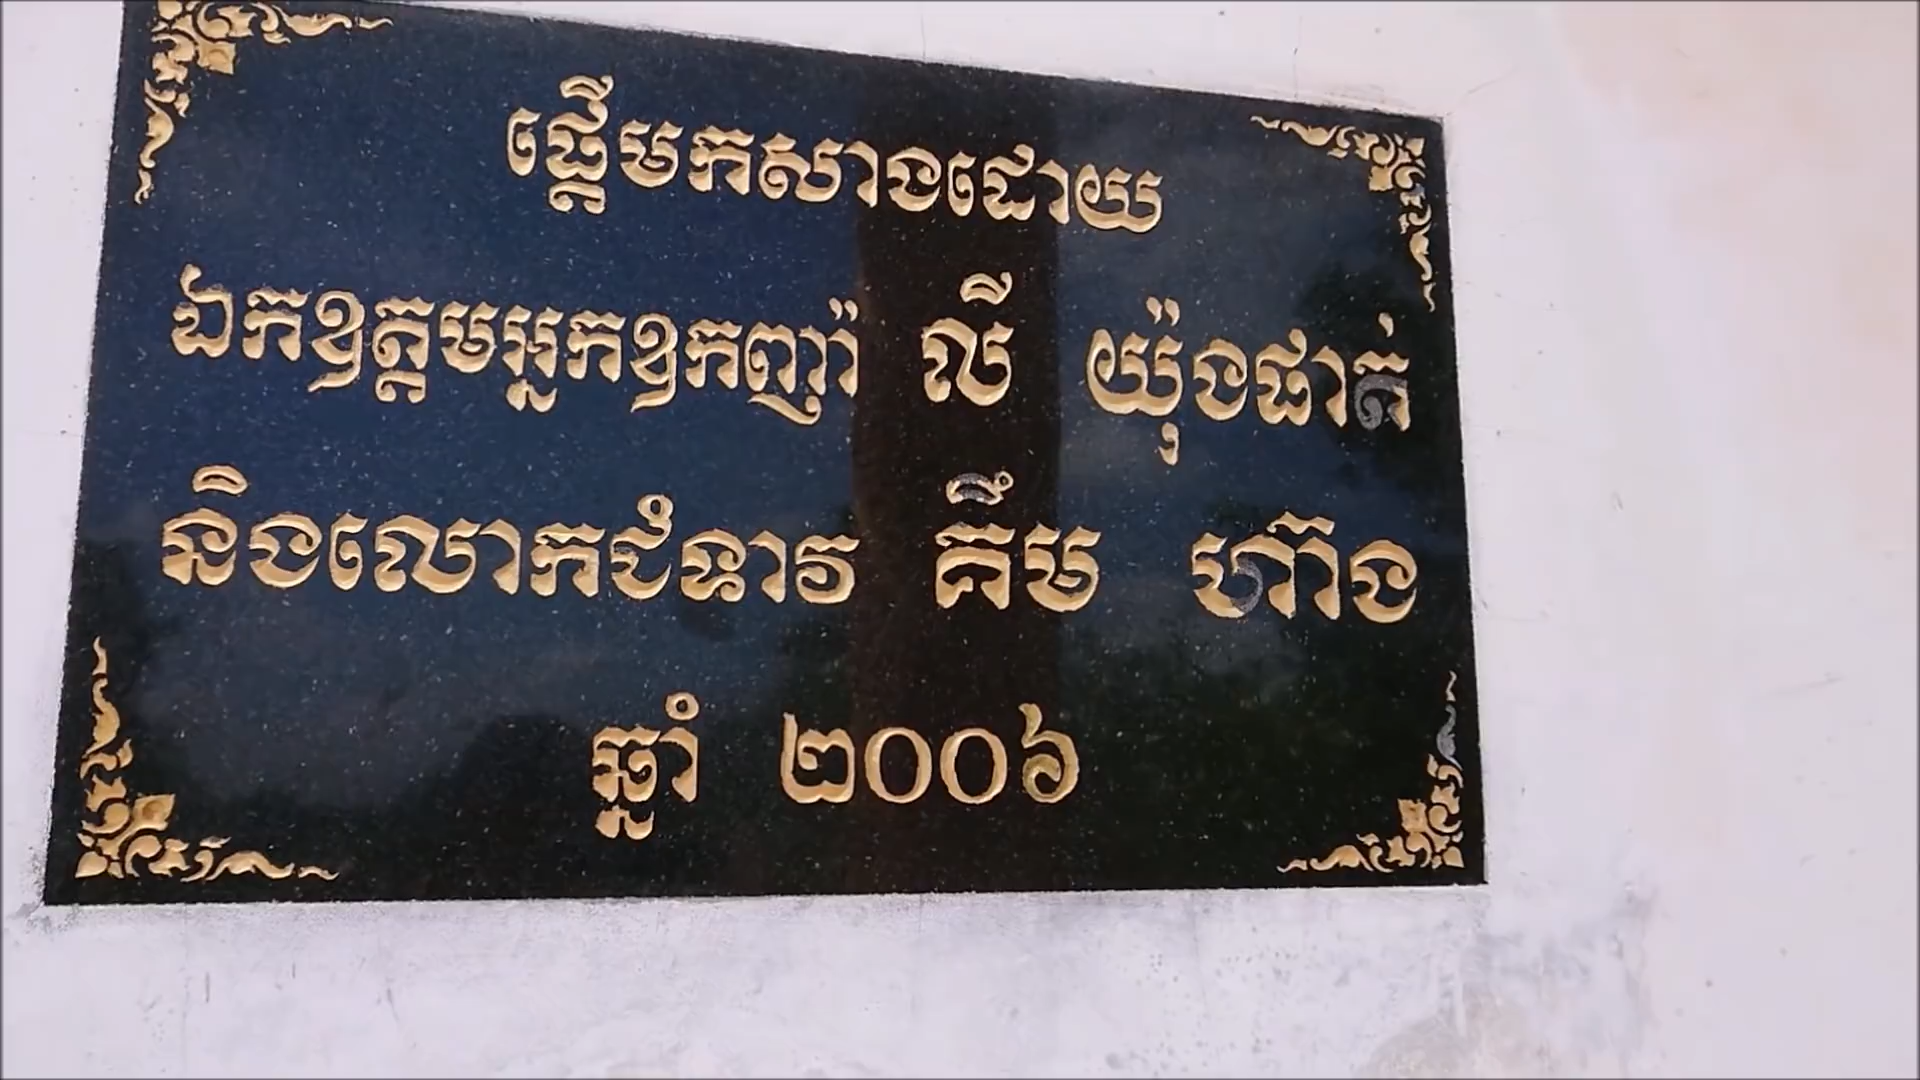 ផ្ដើមកសាងដោយ
ឯកឧត្ដមអ្នកឧកញ៉ា លី យ៉ុងផាត់
និងលោកជំទាវ គឹម ហ៊ាង
ឆ្នាំ ២០០៦